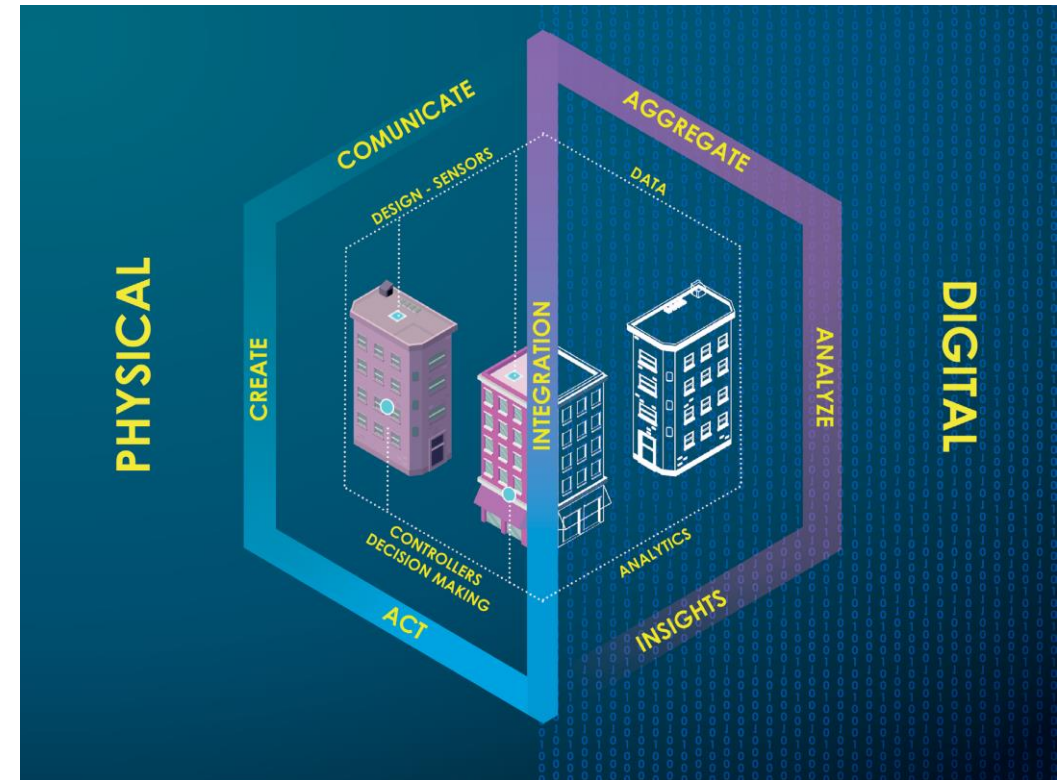 COMUNICATE
AGGREGATE
DESIGN - SENSORS
DATA
PHYSICAL
CREATE
INTEGRATION
ANALYZE
DIGITAL
CONTROLLERS
DECISION MAKING
ANALYTICS
ACT
INSIGHTS